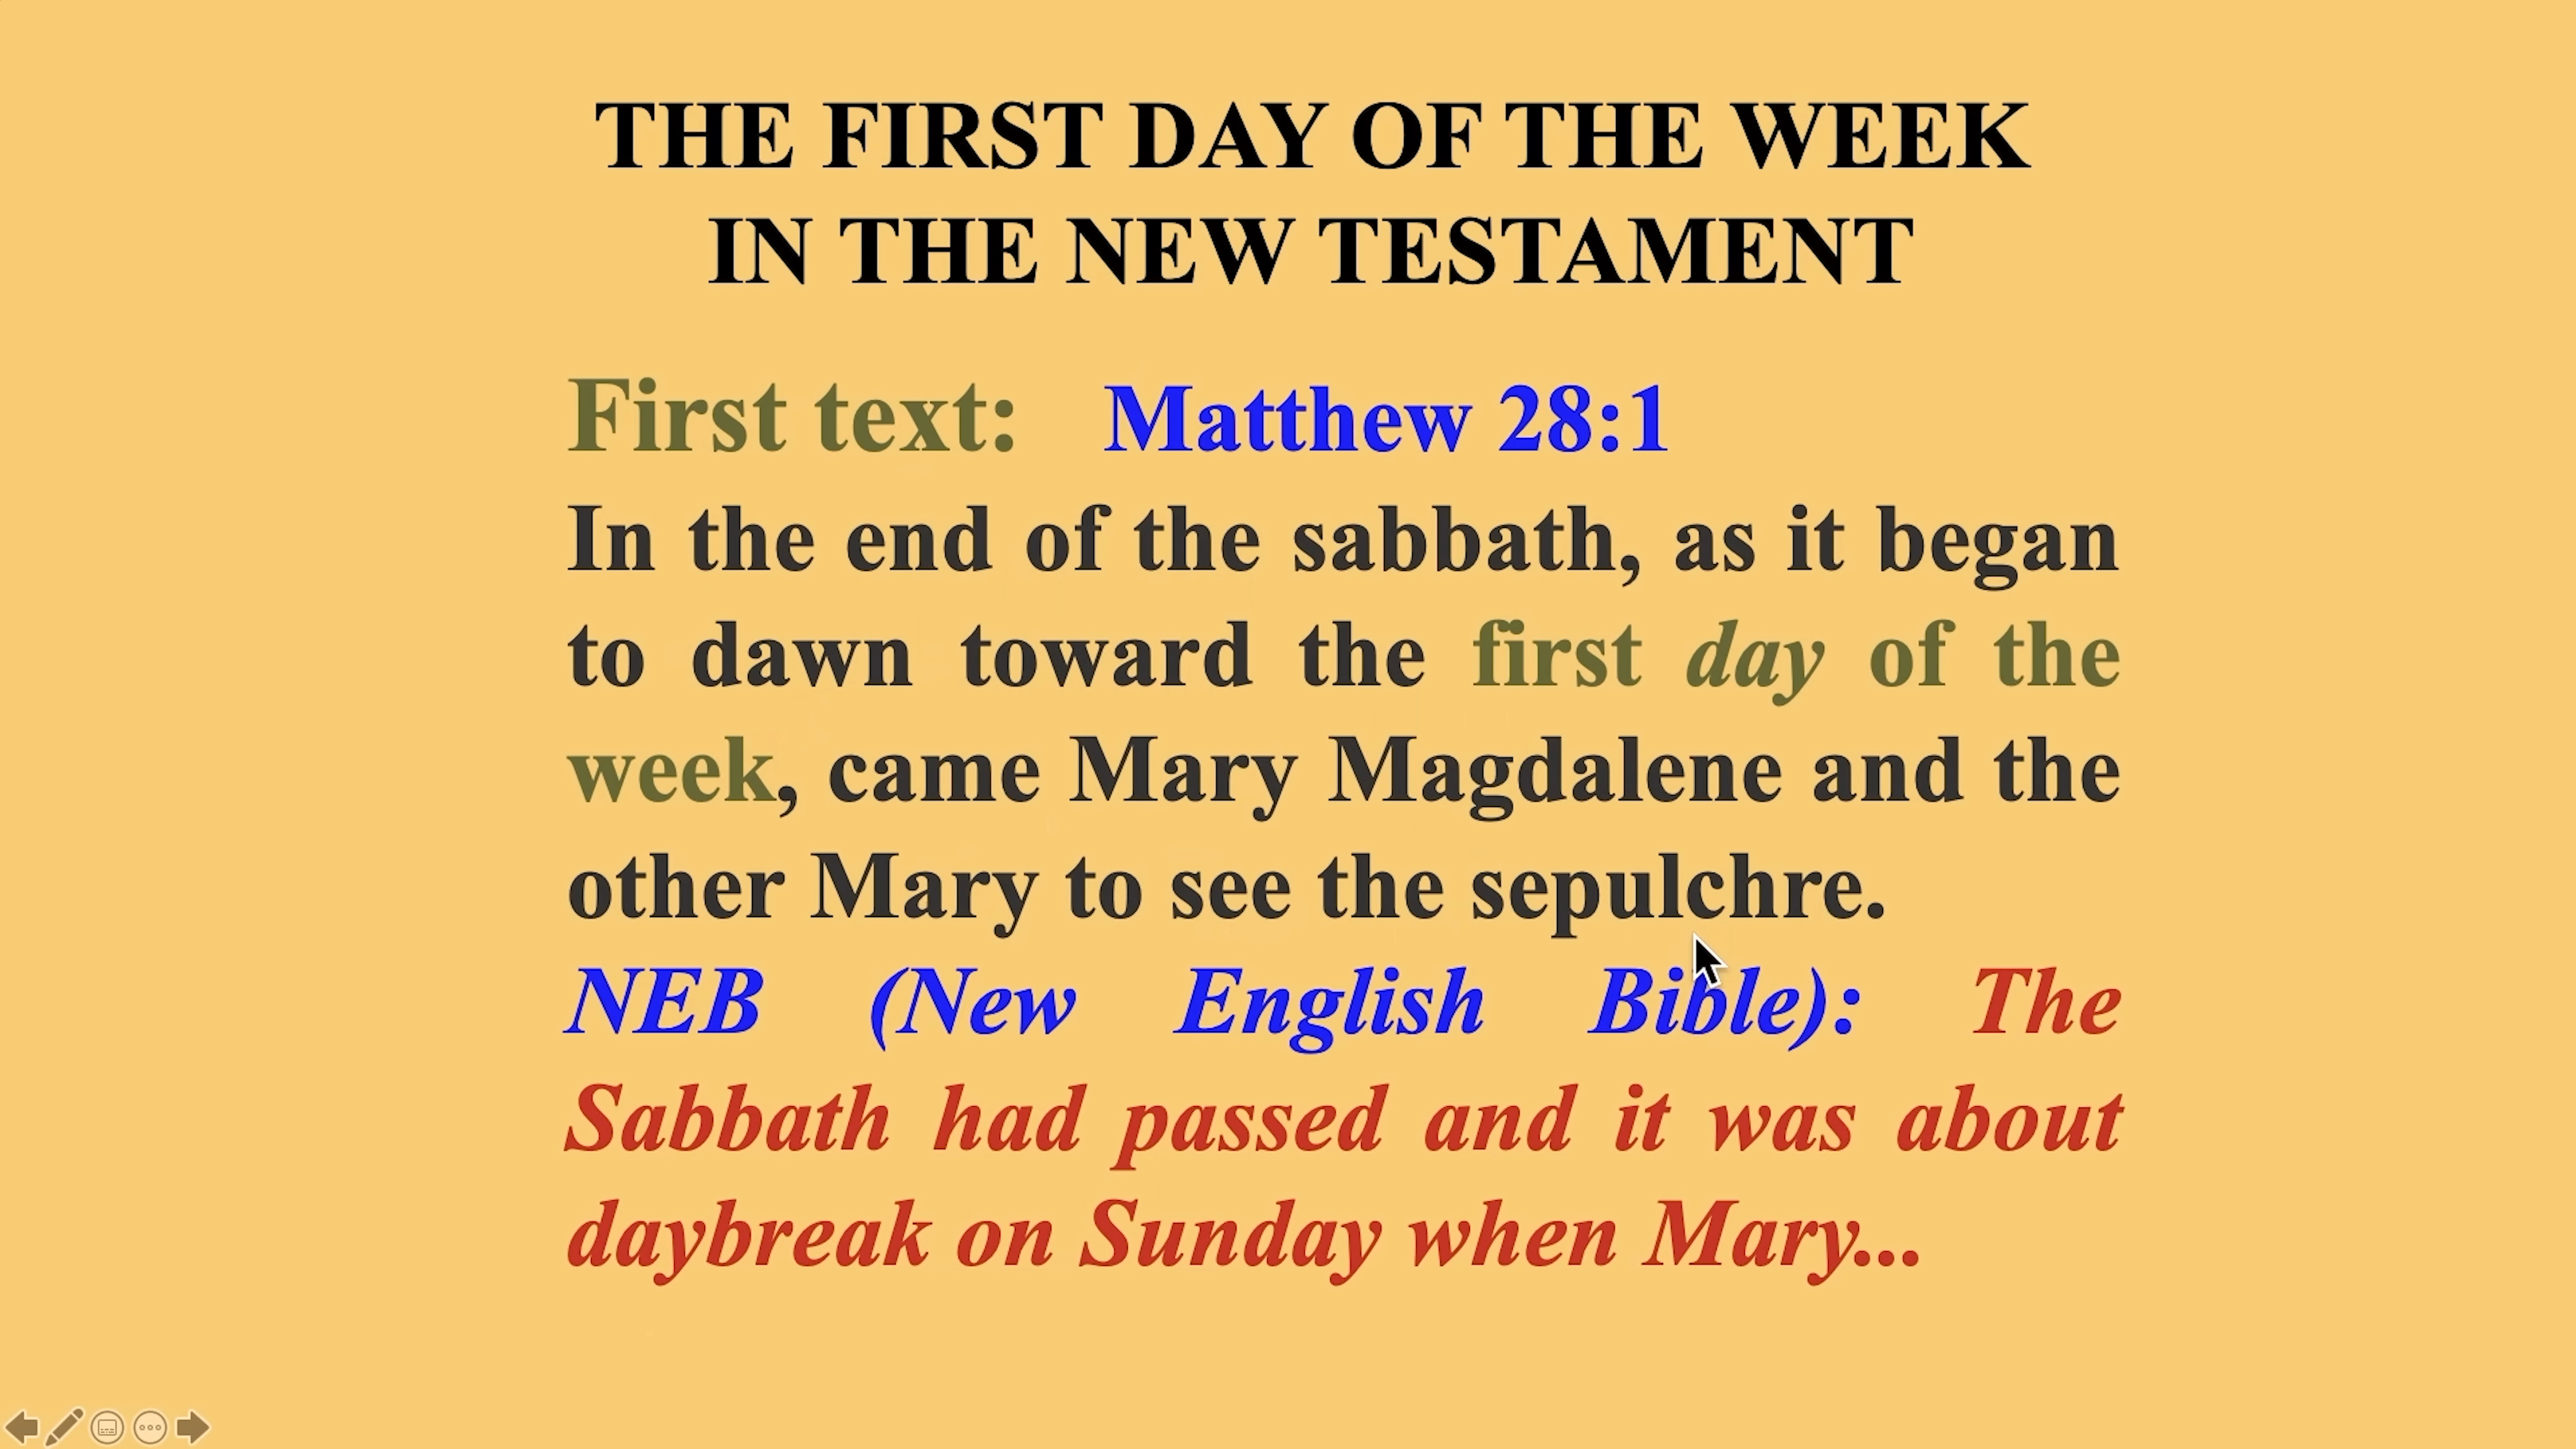 THE FIRST DAY OF THE WEEK
IN THE NEW TESTAMENT
First text: Matthew 28:1
In the end of the sabbath, as it began
to dawn toward the first day of the
week, came Mary Magdalene and the
other Mary to see the sepulchre.
NEB (New English Bible): The
Sabbath had passed and it was about
daybreak on Sunday when Mary...